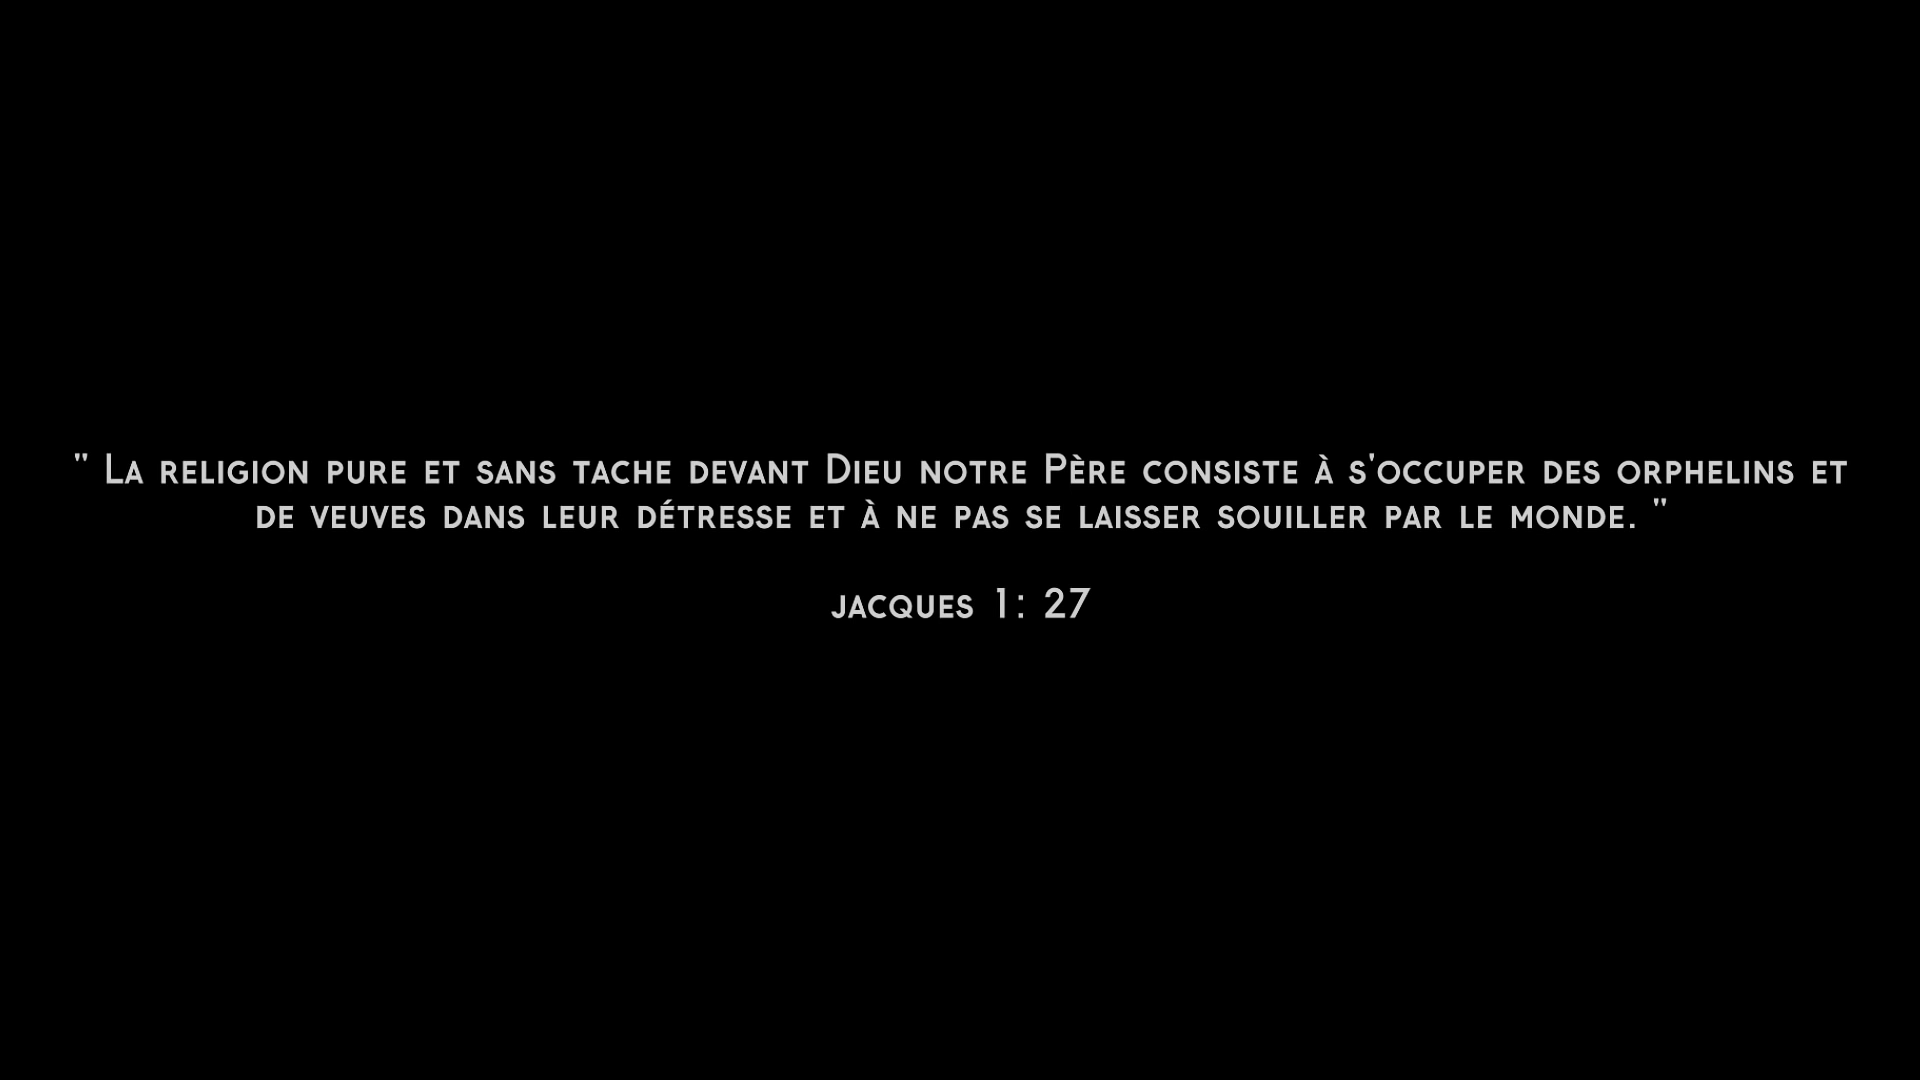 " La religion pure et sans tache devant Dieu notre Père consiste à s'occuper des orphelins et
de veuves dans leur détresse et à ne pas se laisser souiller par le monde. "
jacques 1: 27